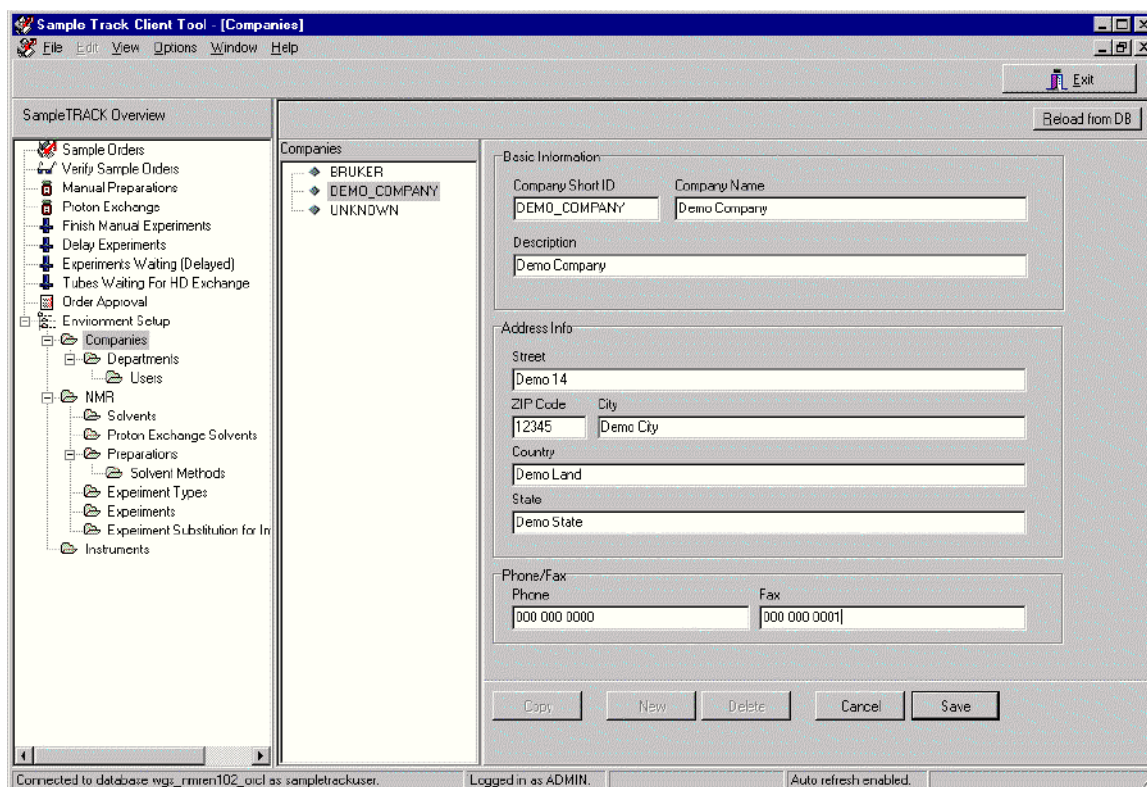 Sample Track Client Tool - [Companies]
File Edit View Options Window Help
Exit
SampleTRACK Overview
Reload from DB
Sample Orders
Verify Sample Orders
Manual Preparations
Proton Exchange
Finish Manual Experiments
Delay Experiments
Experiments Waiting (Delayed)
Tubes Waiting For HD Exchange
Order Approval
Environment Setup
Companies
Departments
Users
NMR
Solvents
Proton Exchange Solvents
Preparations
Solvent Methods
Experiment Types
Experiments
Experiment Substitution for In
Instruments
Companies
BRUKER
DEMO_COMPANY
UNKNOWN
Basic Information
Company Short ID Company Name
DEMO_COMPANY Demo Company
Description
Demo Company
Address Info
Street
Demo 14
ZIP Code City
12345 Demo City
Country
Demo Land
State
Demo State
Phone/Fax
Phone Fax
000 000 0000 000 000 0001
Copy New Delete Cancel Save
Connected to database wgs_nmren102_orcl as sampletrackuser. Logged in as ADMIN. Auto refresh enabled.